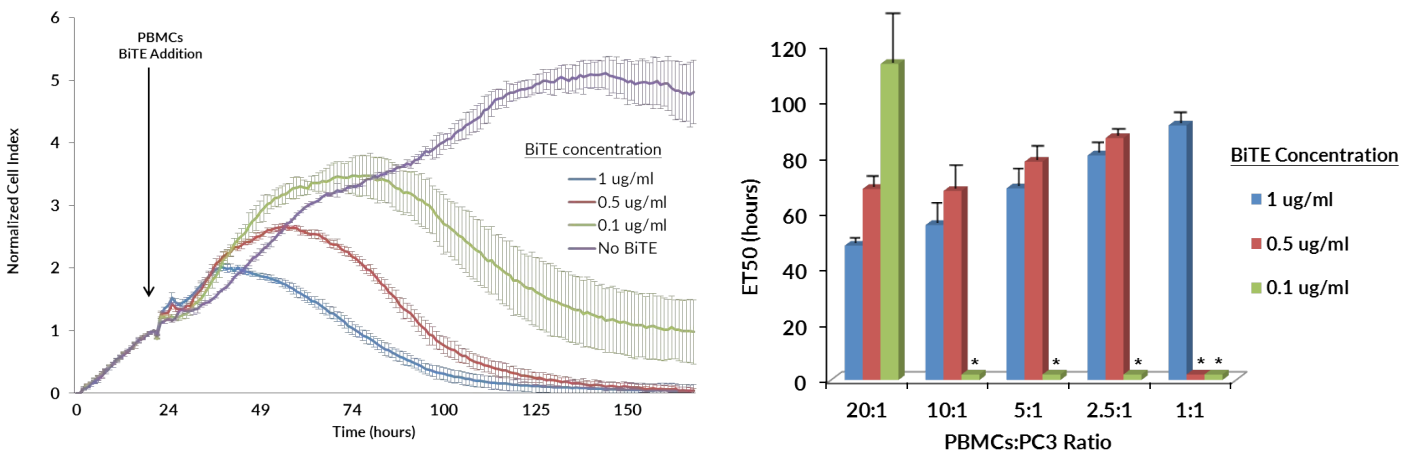 6
5
4
3
2
1
0
Normalized Cell Index
PBMCs
BiTE Addition
BiTE concentration
1 ug/ml
0.5 ug/ml
0.1 ug/ml
No BiTE
0 24 49 74 100 125 150
Time (hours)
120
100
80
60
40
20
0
ET50 (hours)
* * * * *
20:1 10:1 5:1 2.5:1 1:1
PBMCs:PC3 Ratio
BiTE Concentration
1 ug/ml
0.5 ug/ml
0.1 ug/ml